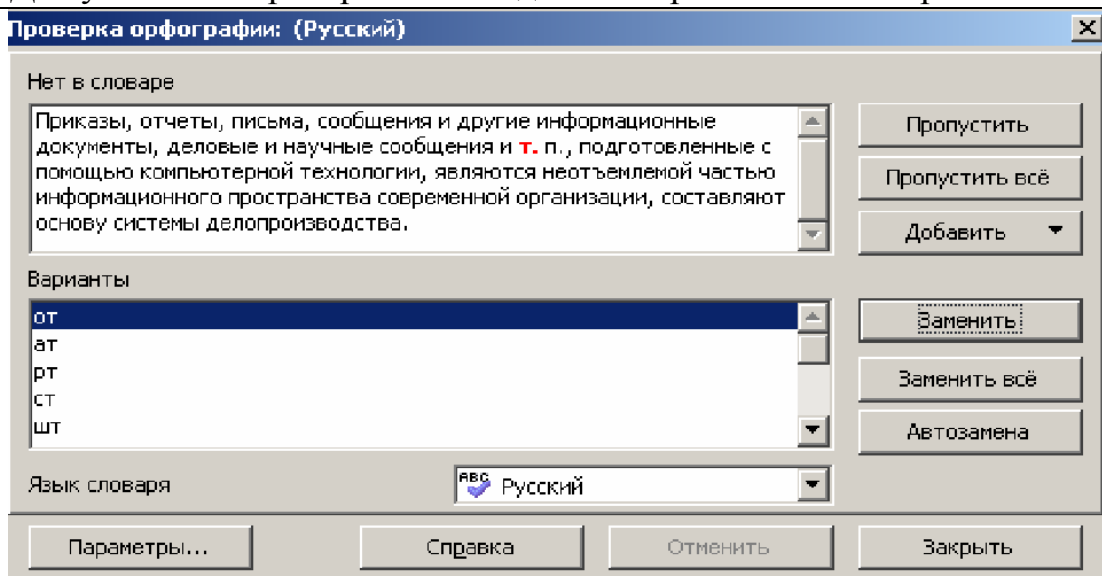 Проверка орфографии: (Русский)
Нет в словаре
Приказы, отчеты, письма, сообщения и другие информационные
документы, деловые и научные сообщения и т. п., подготовленные с
помощью компьютерной технологии, являются неотъемлемой частью
информационного пространства современной организации, составляют
основу системы делопроизводства.
Пропустить
Пропустить всё
Добавить
Варианты
от
ат
рт
ст
шт
Заменить
Заменить всё
Автозамена
Язык словаря
ABC Русский
Параметры...
Справка
Отменить
Закрыть